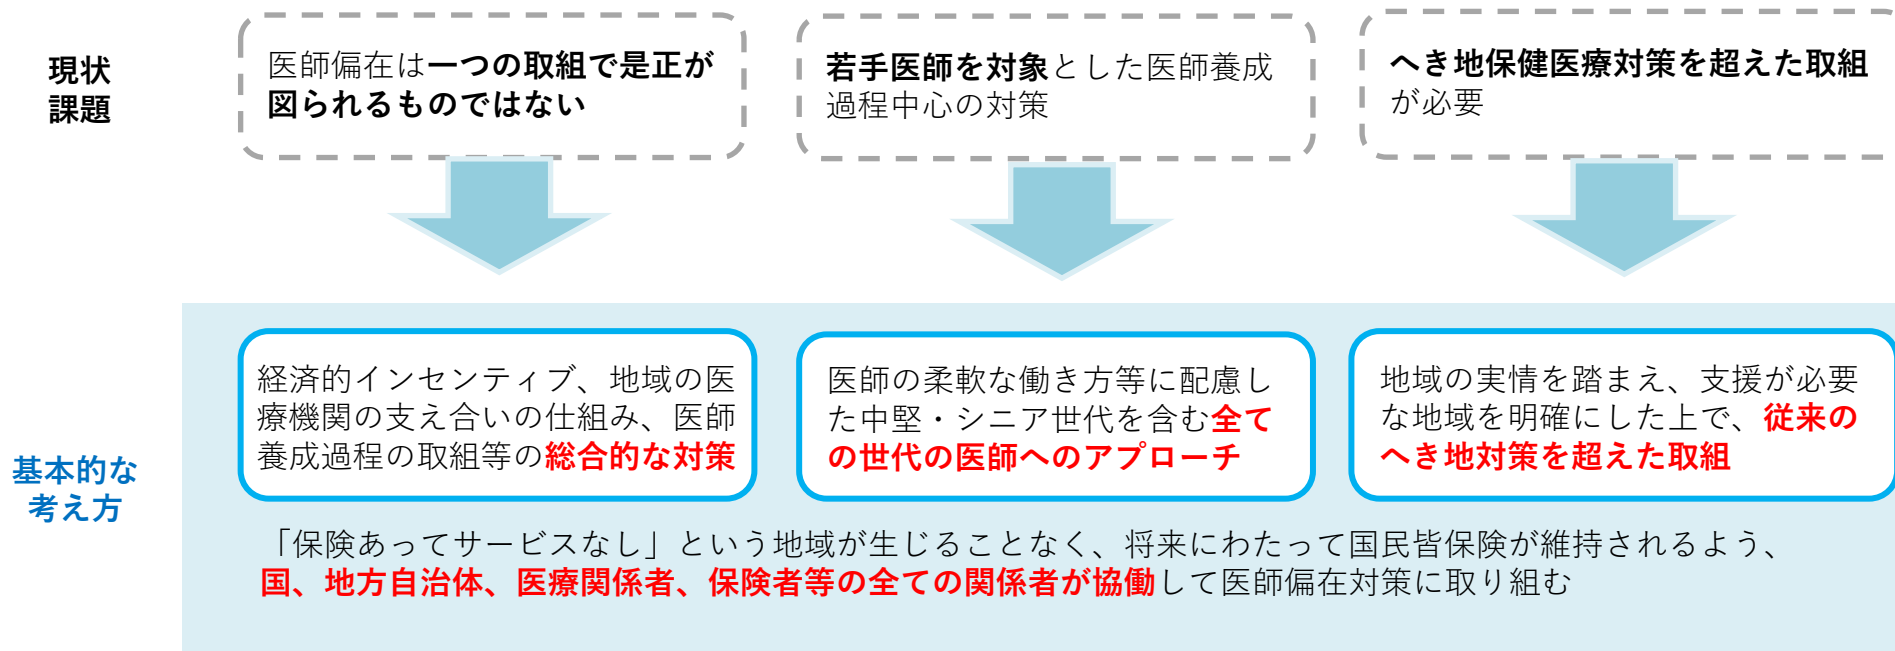 現状
課題
医師偏在は一つの取組で是正が
図られるものではない
若手医師を対象とした医師養成
過程中心の対策
へき地保健医療対策を超えた取組
が必要
基本的な
考え方
経済的インセンティブ、地域の医
療機関の支え合いの仕組み、医師
養成過程の取組等の総合的な対策
医師の柔軟な働き方等に配慮し
た中堅・シニア世代を含む全て
の世代の医師へのアプローチ
地域の実情を踏まえ、支援が必要
な地域を明確にした上で、従来の
へき地対策を超えた取組
「保険あってサービスなし」という地域が生じることなく、将来にわたって国民皆保険が維持されるよう、
国、地方自治体、医療関係者、保険者等の全ての関係者が協働して医師偏在対策に取り組む